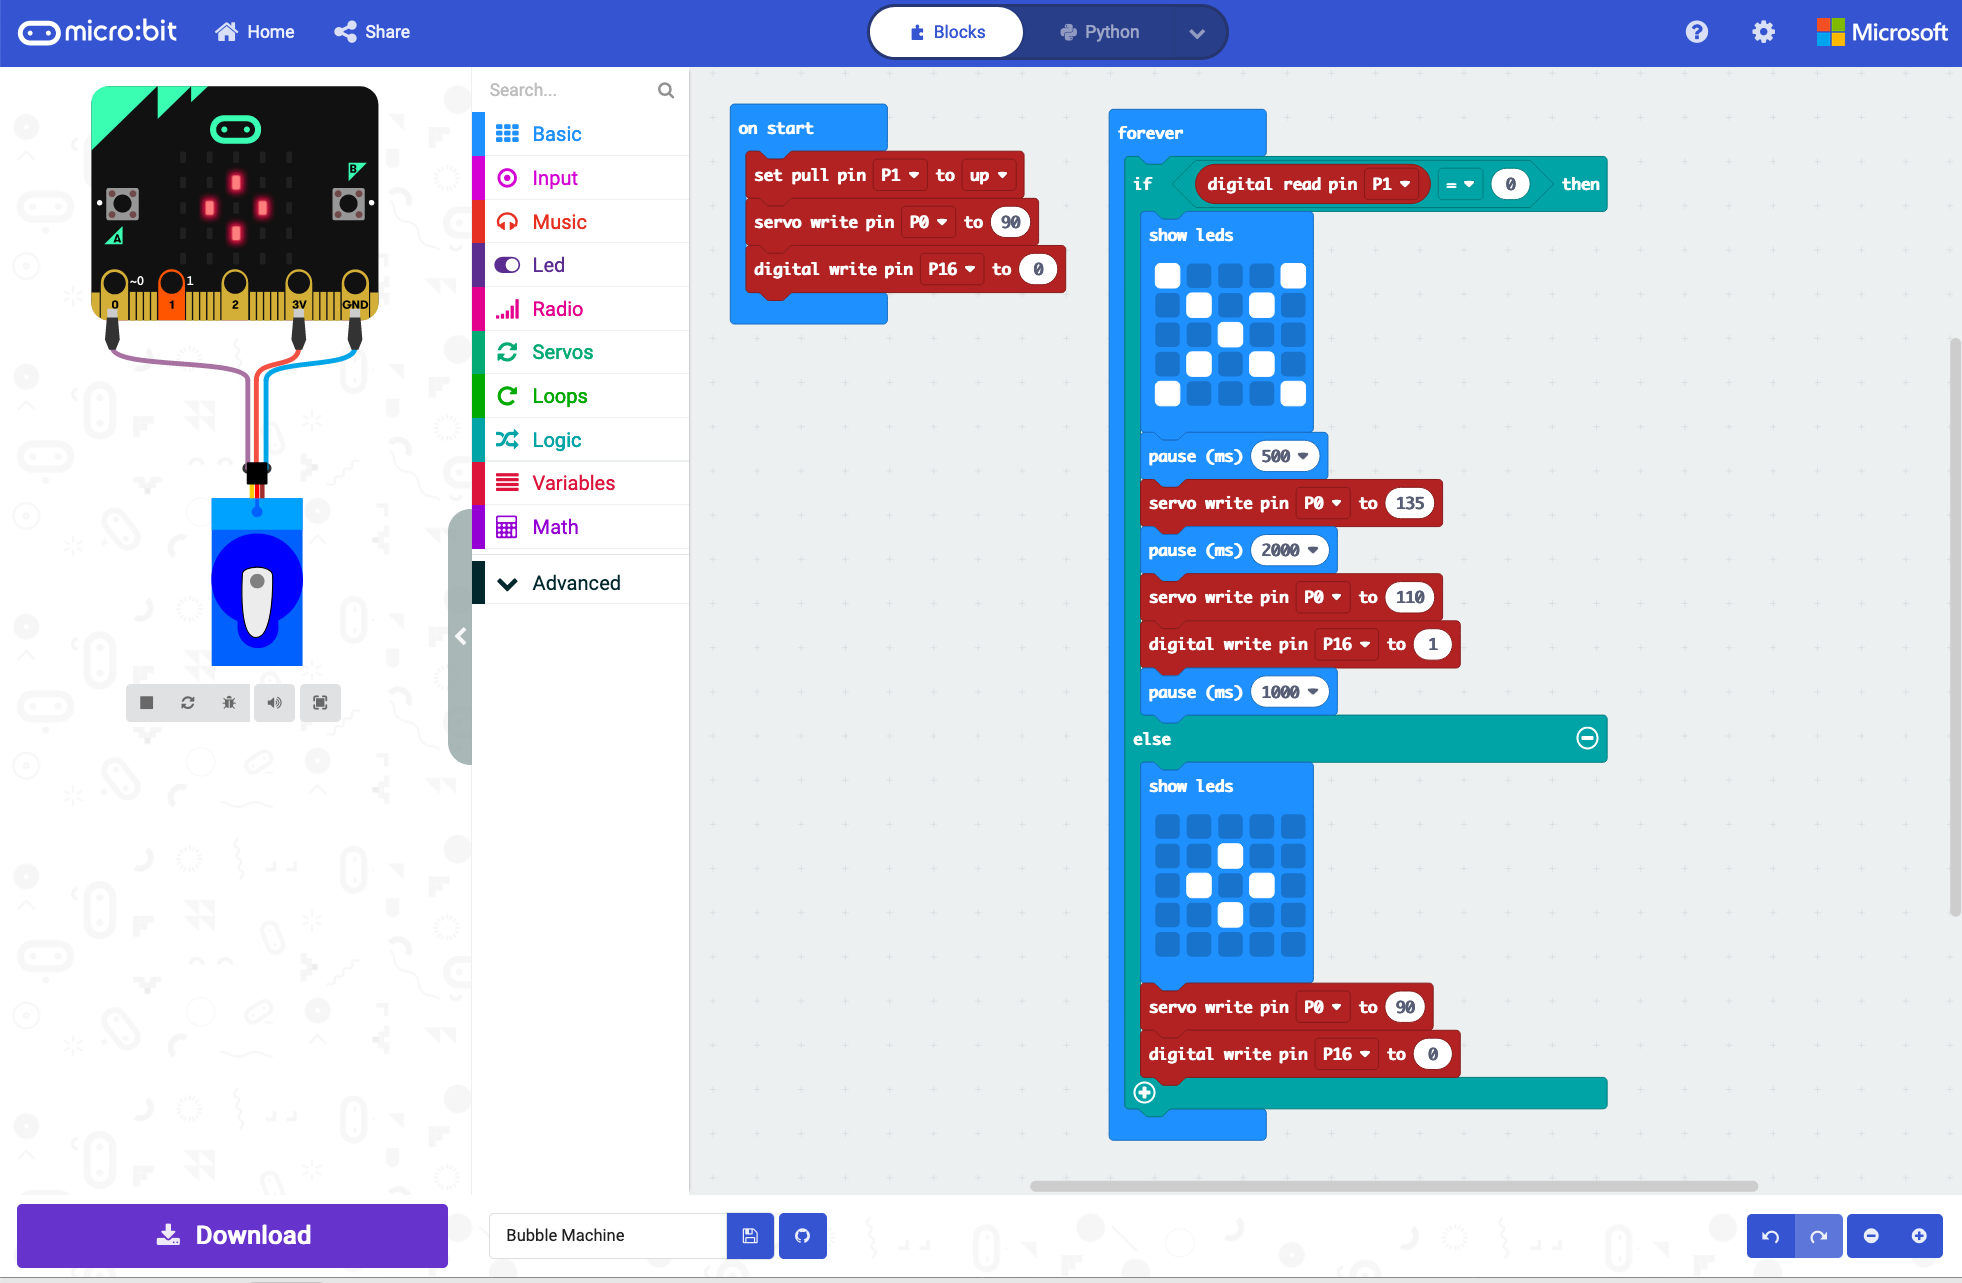 micro:bit
Home
Share
Blocks
Python
Microsoft
B
A
~0
1
0
1
2
3V
GND
Search...
Basic
Input
Music
Led
Radio
Servos
Loops
Logic
Variables
Math
Advanced
on start
set pull pin P1 to up
servo write pin P0 to 90
digital write pin P16 to 0
forever
if digital read pin P1 = 0 then
show leds
pause (ms) 500
servo write pin P0 to 135
pause (ms) 2000
servo write pin P0 to 110
digital write pin P16 to 1
pause (ms) 1000
else
show leds
servo write pin P0 to 90
digital write pin P16 to 0
Download
Bubble Machine